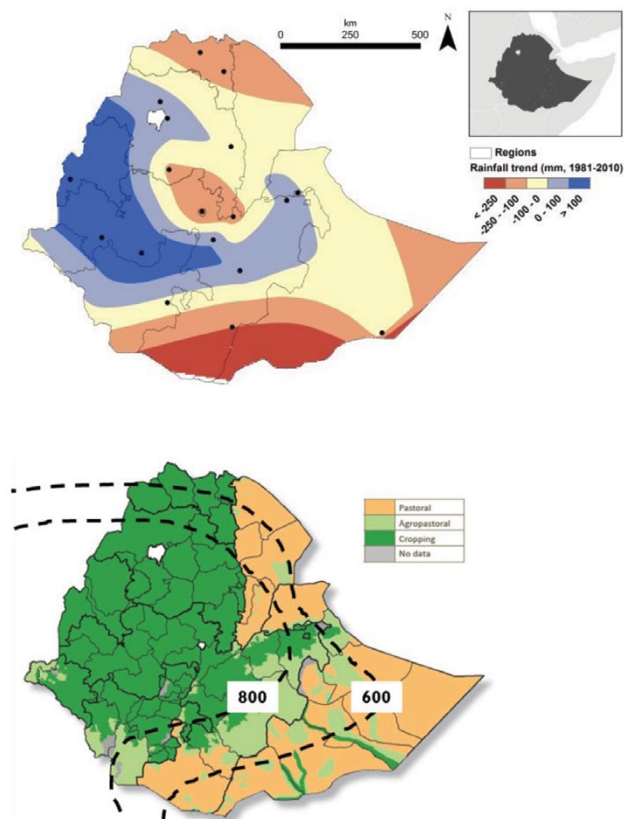 km
0 250 500
N
Regions
Rainfall trend (mm, 1981-2010)
< -250
-250 - -100
-100 - 0
0 - 100
> 100
Pastoral
Agropastoral
Cropping
No data
800
600